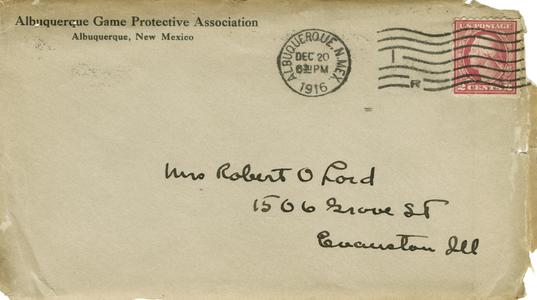 Albuquerque Game Protective Association
Albuquerque, New Mexico
ALBUQUERQUE, N.MEX.
DEC 20
PM
1916
R
U.S. POSTAGE
2 CENTS 2
Mrs Robert O Lord
1506 Grove St
Evanston Ill